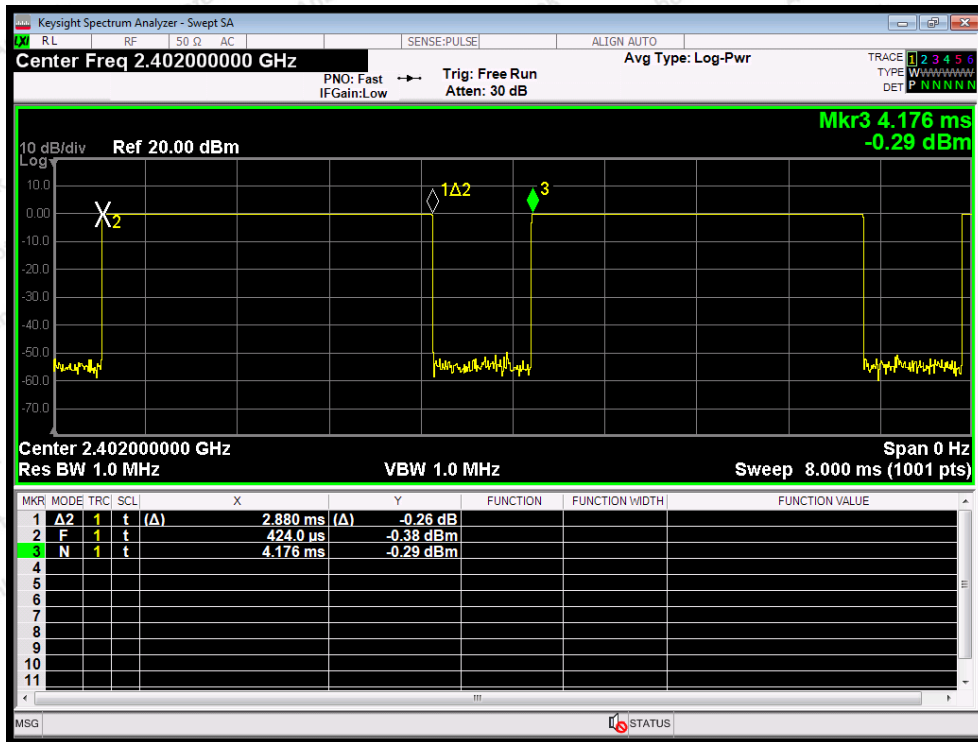 Keysight Spectrum Analyzer - Swept SA
LXI RL RF 50 Ω AC SENSE:PULSE ALIGN AUTO
Center Freq 2.402000000 GHz
PNO: Fast
IFGain:Low
Trig: Free Run
Atten: 30 dB
Avg Type: Log-Pwr
TRACE 1 2 3 4 5 6
TYPE WWWWWW
DET P N N N N N
Mkr3 4.176 ms
-0.29 dBm
10 dB/div Ref 20.00 dBm
Log
10.0
0.00
-10.0
-20.0
-30.0
-40.0
-50.0
-60.0
-70.0
2
1Δ2
3
Center 2.402000000 GHz Span 0 Hz
Res BW 1.0 MHz VBW 1.0 MHz Sweep 8.000 ms (1001 pts)
MKR MODE TRC SCL X Y FUNCTION FUNCTION WIDTH FUNCTION VALUE
1 Δ2 1 t (Δ) 2.880 ms (Δ) -0.26 dB
2 F 1 t 424.0 µs -0.38 dBm
3 N 1 t 4.176 ms -0.29 dBm
4
5
6
7
8
9
10
11
MSG STATUS